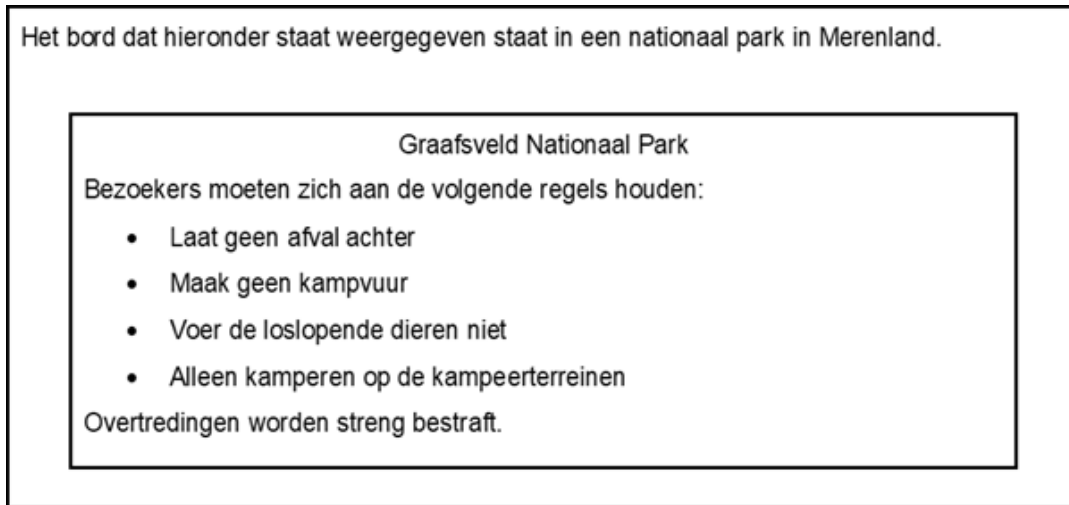 Het bord dat hieronder staat weergegeven staat in een nationaal park in Merenland.
Graafsveld Nationaal Park
Bezoekers moeten zich aan de volgende regels houden:
• Laat geen afval achter
• Maak geen kampvuur
• Voer de loslopende dieren niet
• Alleen kamperen op de kampeerterreinen
Overtredingen worden streng bestraft.